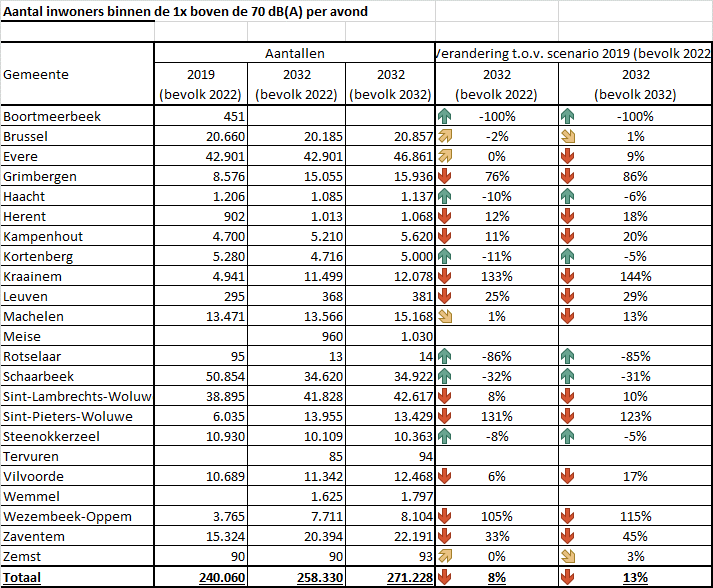 Aantal inwoners binnen de 1x boven de 70 dB(A) per avond
Aantallen Verandering t.o.v. scenario 2019 (bevolk 2022
Gemeente 2019 2032 2032 2032 2032
(bevolk 2022) (bevolk 2022) (bevolk 2032) (bevolk 2022) (bevolk 2032)
Boortmeerbeek 451 -100% -100%
Brussel 20.660 20.185 20.857 -2% 1%
Evere 42.901 42.901 46.861 0% 9%
Grimbergen 8.576 15.055 15.936 76% 86%
Haacht 1.206 1.085 1.137 -10% -6%
Herent 902 1.013 1.068 12% 18%
Kampenhout 4.700 5.210 5.620 11% 20%
Kortenberg 5.280 4.716 5.000 -11% -5%
Kraainem 4.941 11.499 12.078 133% 144%
Leuven 295 368 381 25% 29%
Machelen 13.471 13.566 15.168 1% 13%
Meise 960 1.030
Rotselaar 95 13 14 -86% -85%
Schaarbeek 50.854 34.620 34.922 -32% -31%
Sint-Lambrechts-Woluw 38.895 41.828 42.617 8% 10%
Sint-Pieters-Woluwe 6.035 13.955 13.429 131% 123%
Steenokkerzeel 10.930 10.109 10.363 -8% -5%
Tervuren 85 94
Vilvoorde 10.689 11.342 12.468 6% 17%
Wemmel 1.625 1.797
Wezembeek-Oppem 3.765 7.711 8.104 105% 115%
Zaventem 15.324 20.394 22.191 33% 45%
Zemst 90 90 93 0% 3%
Totaal 240.060 258.330 271.228 8% 13%